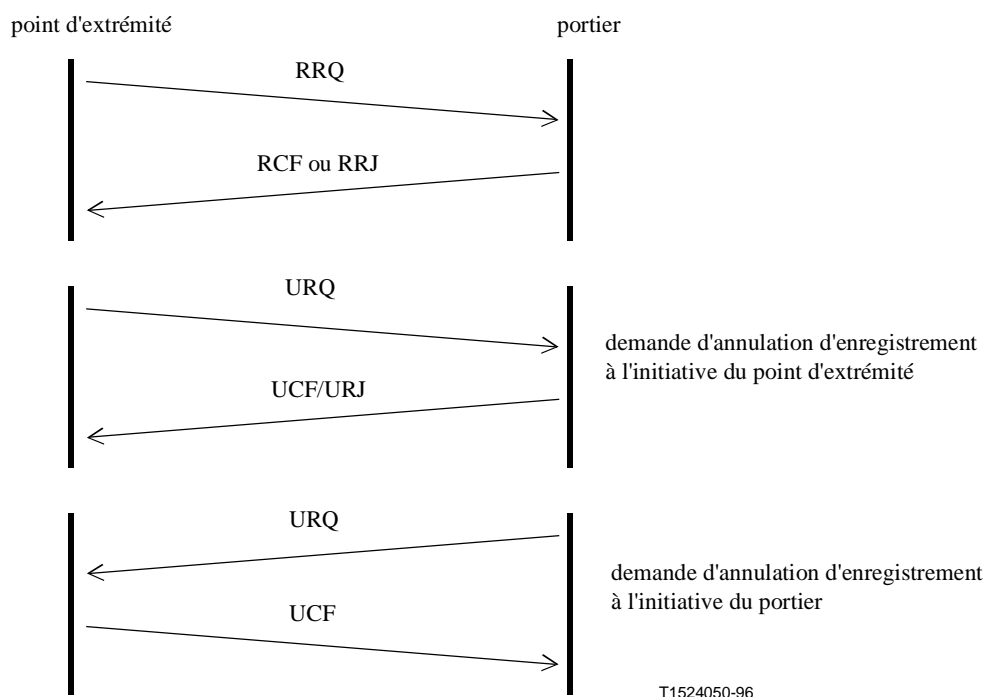 point d'extrémité
portier
RRQ
RCF ou RRJ
URQ
demande d'annulation d'enregistrement
à l'initiative du point d'extrémité
UCF/URJ
URQ
demande d'annulation d'enregistrement
à l'initiative du portier
UCF
T1524050-96